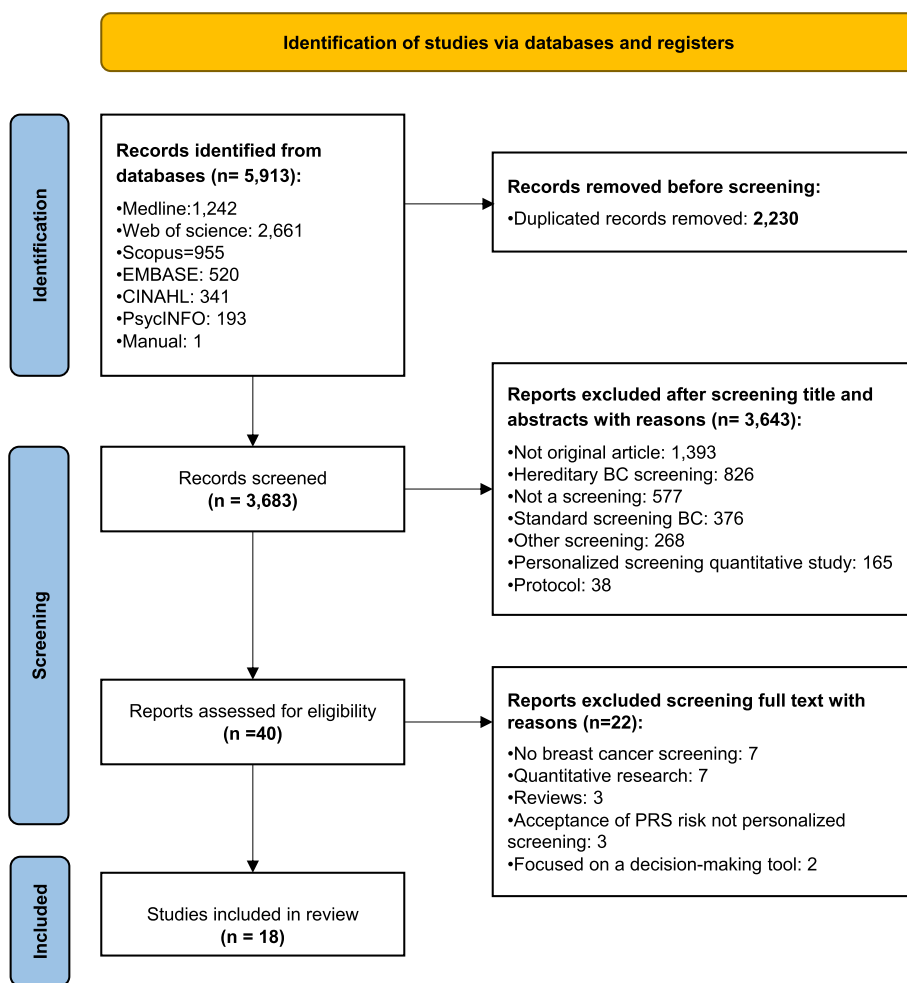 Identification of studies via databases and registers
Identification
Records identified from
databases (n= 5,913):
•Medline:1,242
•Web of science: 2,661
•Scopus=955
•EMBASE: 520
•CINAHL: 341
•PsycINFO: 193
•Manual: 1
Records removed before screening:
•Duplicated records removed: 2,230
Screening
Records screened
(n = 3,683)
Reports excluded after screening title and
abstracts with reasons (n= 3,643):
•Not original article: 1,393
•Hereditary BC screening: 826
•Not a screening: 577
•Standard screening BC: 376
•Other screening: 268
•Personalized screening quantitative study: 165
•Protocol: 38
Reports assessed for eligibility
(n =40)
Reports excluded screening full text with
reasons (n=22):
•No breast cancer screening: 7
•Quantitative research: 7
•Reviews: 3
•Acceptance of PRS risk not personalized
screening: 3
•Focused on a decision-making tool: 2
Included
Studies included in review
(n = 18)